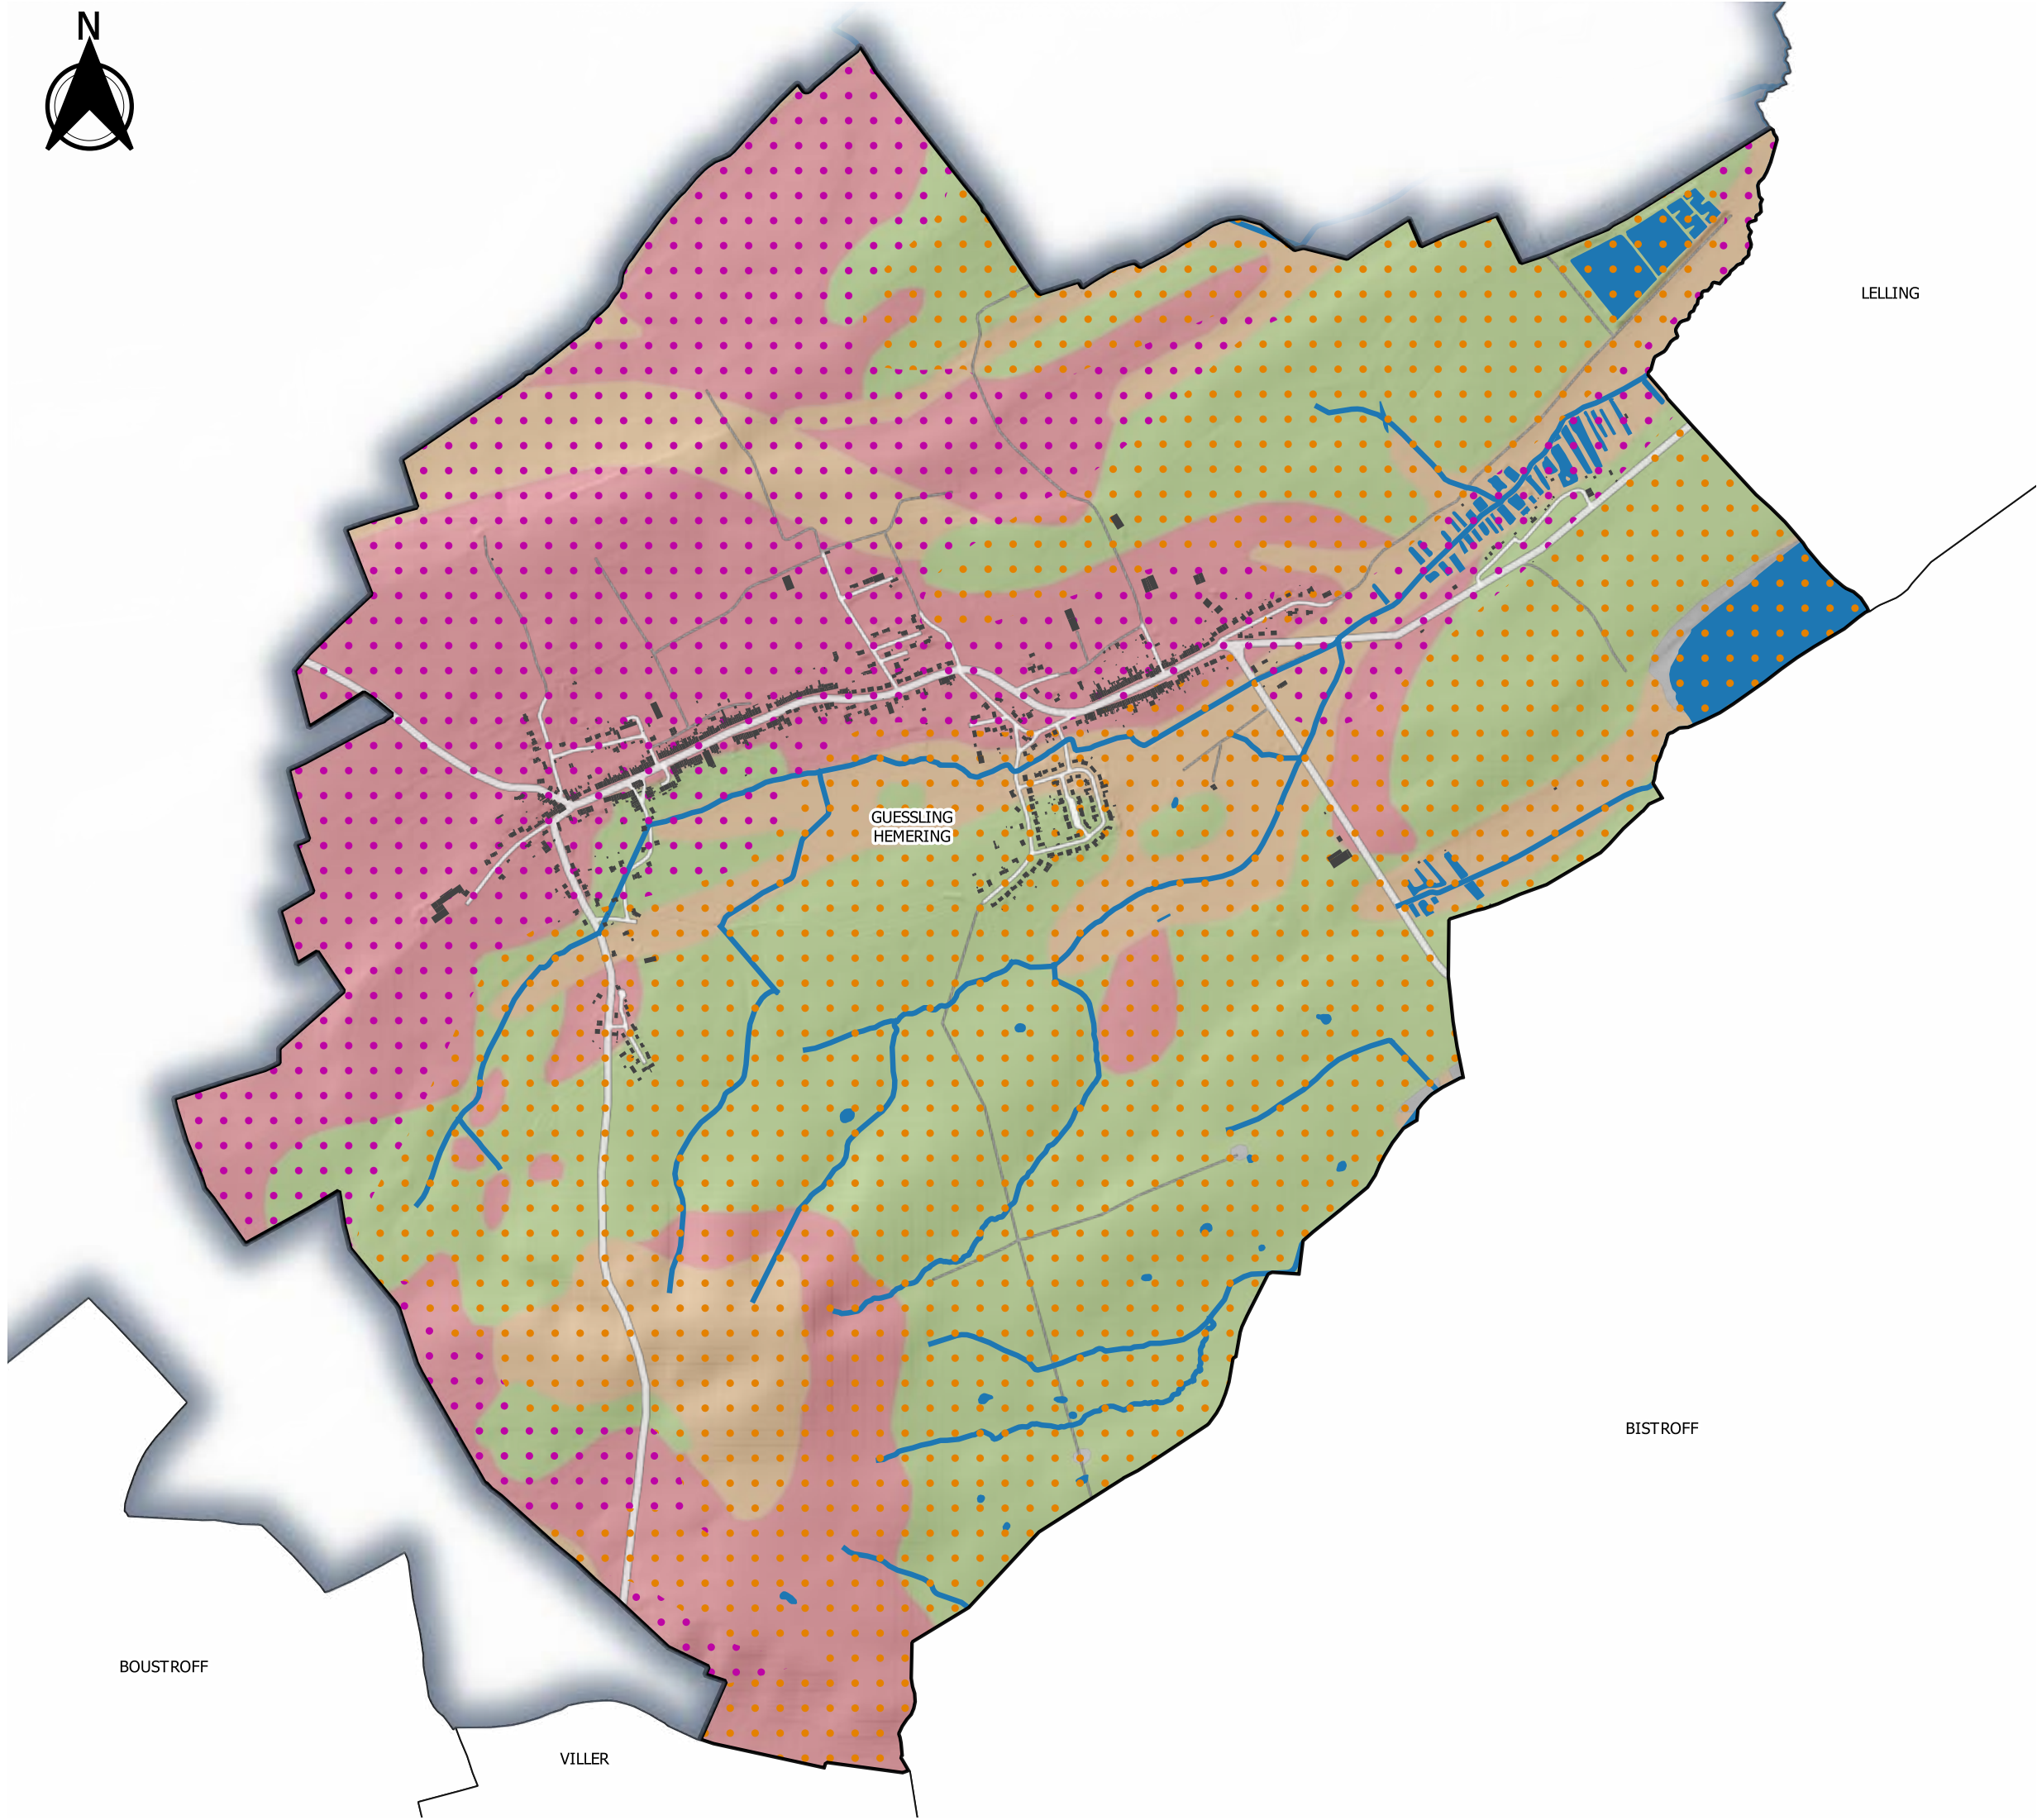 N
LELLING
GUESSLING
HEMERING
BISTROFF
BOUSTROFF
VILLER